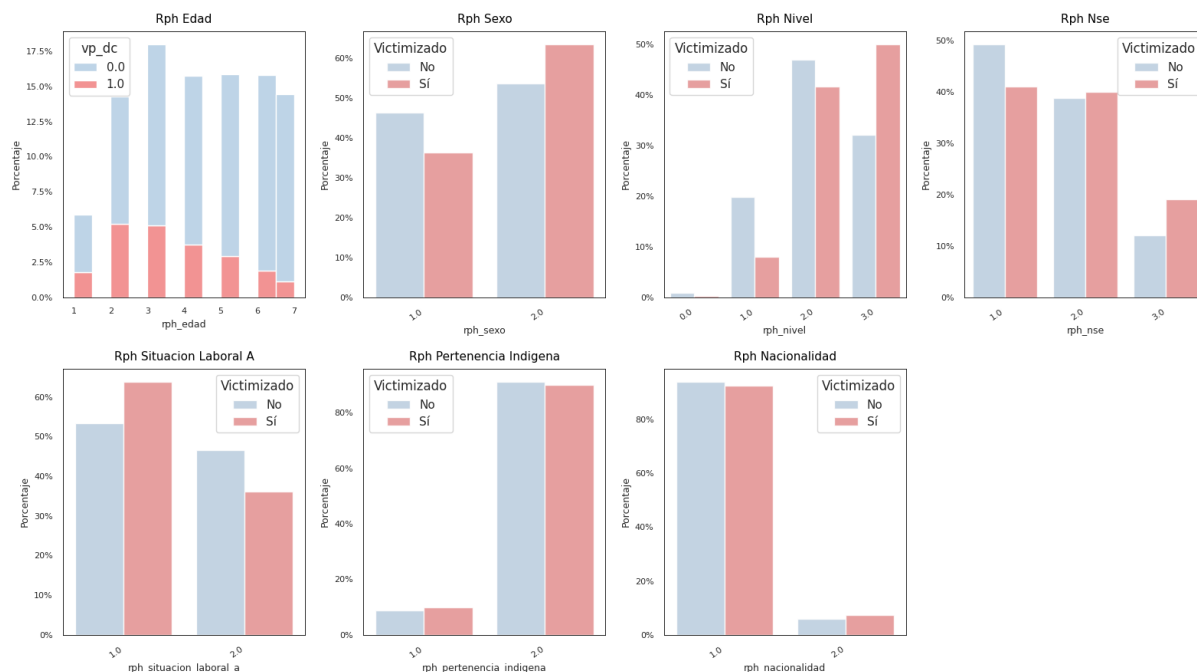 Rph Edad
17.5%
15.0%
12.5%
10.0%
7.5%
5.0%
2.5%
0.0%
Porcentaje
vp_dc
0.0
1.0
1 2 3 4 5 6 7
rph_edad
Rph Sexo
60%
50%
40%
30%
20%
10%
0%
Porcentaje
Victimizado
No
Sí
1.0 2.0
rph_sexo
Rph Nivel
50%
40%
30%
20%
10%
0%
Porcentaje
Victimizado
No
Sí
0.0 1.0 2.0 3.0
rph_nivel
Rph Nse
50%
40%
30%
20%
10%
0%
Porcentaje
Victimizado
No
Sí
1.0 2.0 3.0
rph_nse
Rph Situacion Laboral A
60%
50%
40%
30%
20%
10%
0%
Porcentaje
Victimizado
No
Sí
1.0 2.0
rph_situacion_laboral_a
Rph Pertenencia Indigena
80%
60%
40%
20%
0%
Porcentaje
Victimizado
No
Sí
1.0 2.0
rph_pertenencia_indigena
Rph Nacionalidad
80%
60%
40%
20%
0%
Porcentaje
Victimizado
No
Sí
1.0 2.0
rph_nacionalidad